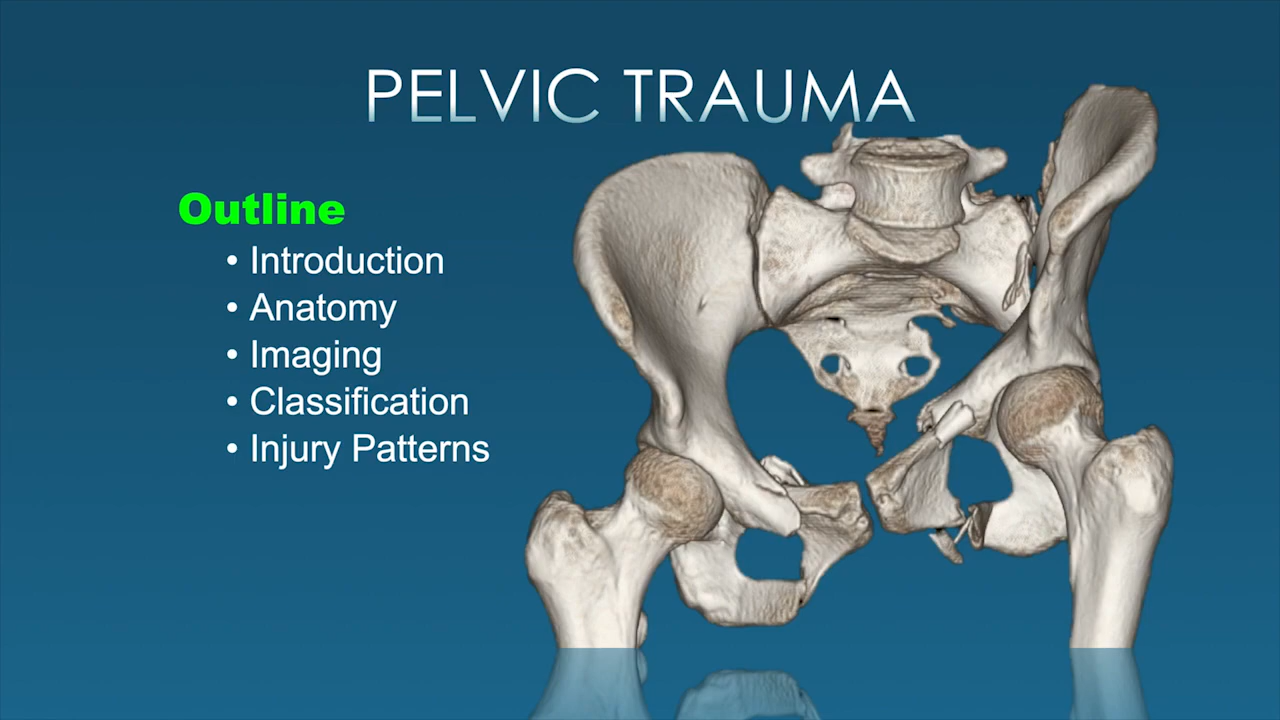 PELVIC TRAUMA
Outline
• Introduction
• Anatomy
• Imaging
• Classification
• Injury Patterns